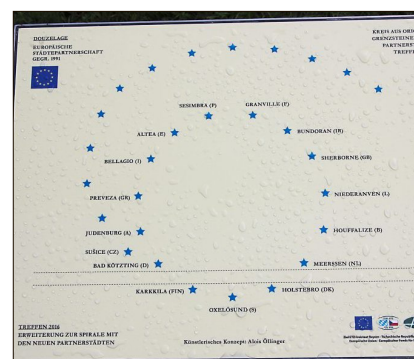 DOUZELAGE
EUROPÄISCHE
STÄDTEPARTNERSCHAFT
GEGR. 1991
KREIS AUS
GRENZSTEINE
PARTNERST
TREFF
SESIMBRA (P)
GRANVILLE (F)
ALTEA (E)
BUNDORAN (IR)
BELLAGIO (I)
SHERBORNE (GB)
PREVEZA (GR)
NIEDERANVEN (L)
JUDENBURG (A)
HOUFFALIZE (B)
SUŠICE (CZ)
BAD KÖTZTING (D)
MEERSSEN (NL)
KARKKILA (FIN)
HOLSTEBRO (DK)
OXELÖSUND (S)
TREFFEN 2016
ERWEITERUNG ZUR SPIRALE MIT
DEN NEUEN PARTNERSTÄDTEN
Künstlerisches Konzept: Alois Öllinger